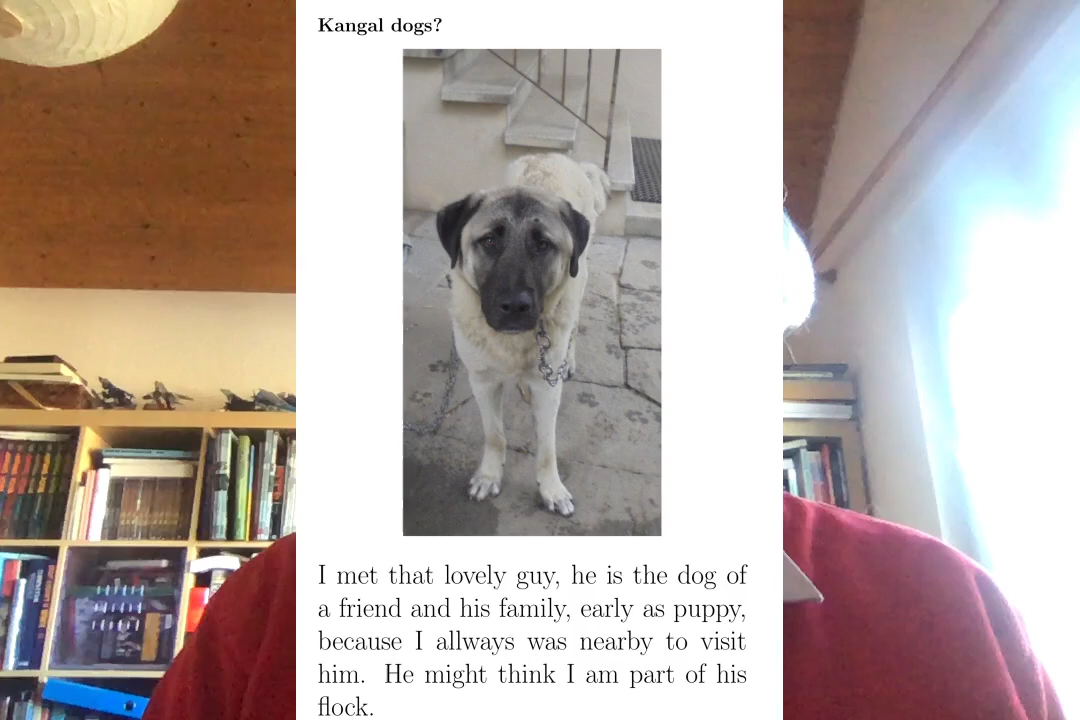 Kangal dogs?
I met that lovely guy, he is the dog of
a friend and his family, early as puppy,
because I allways was nearby to visit
him. He might think I am part of his
flock.